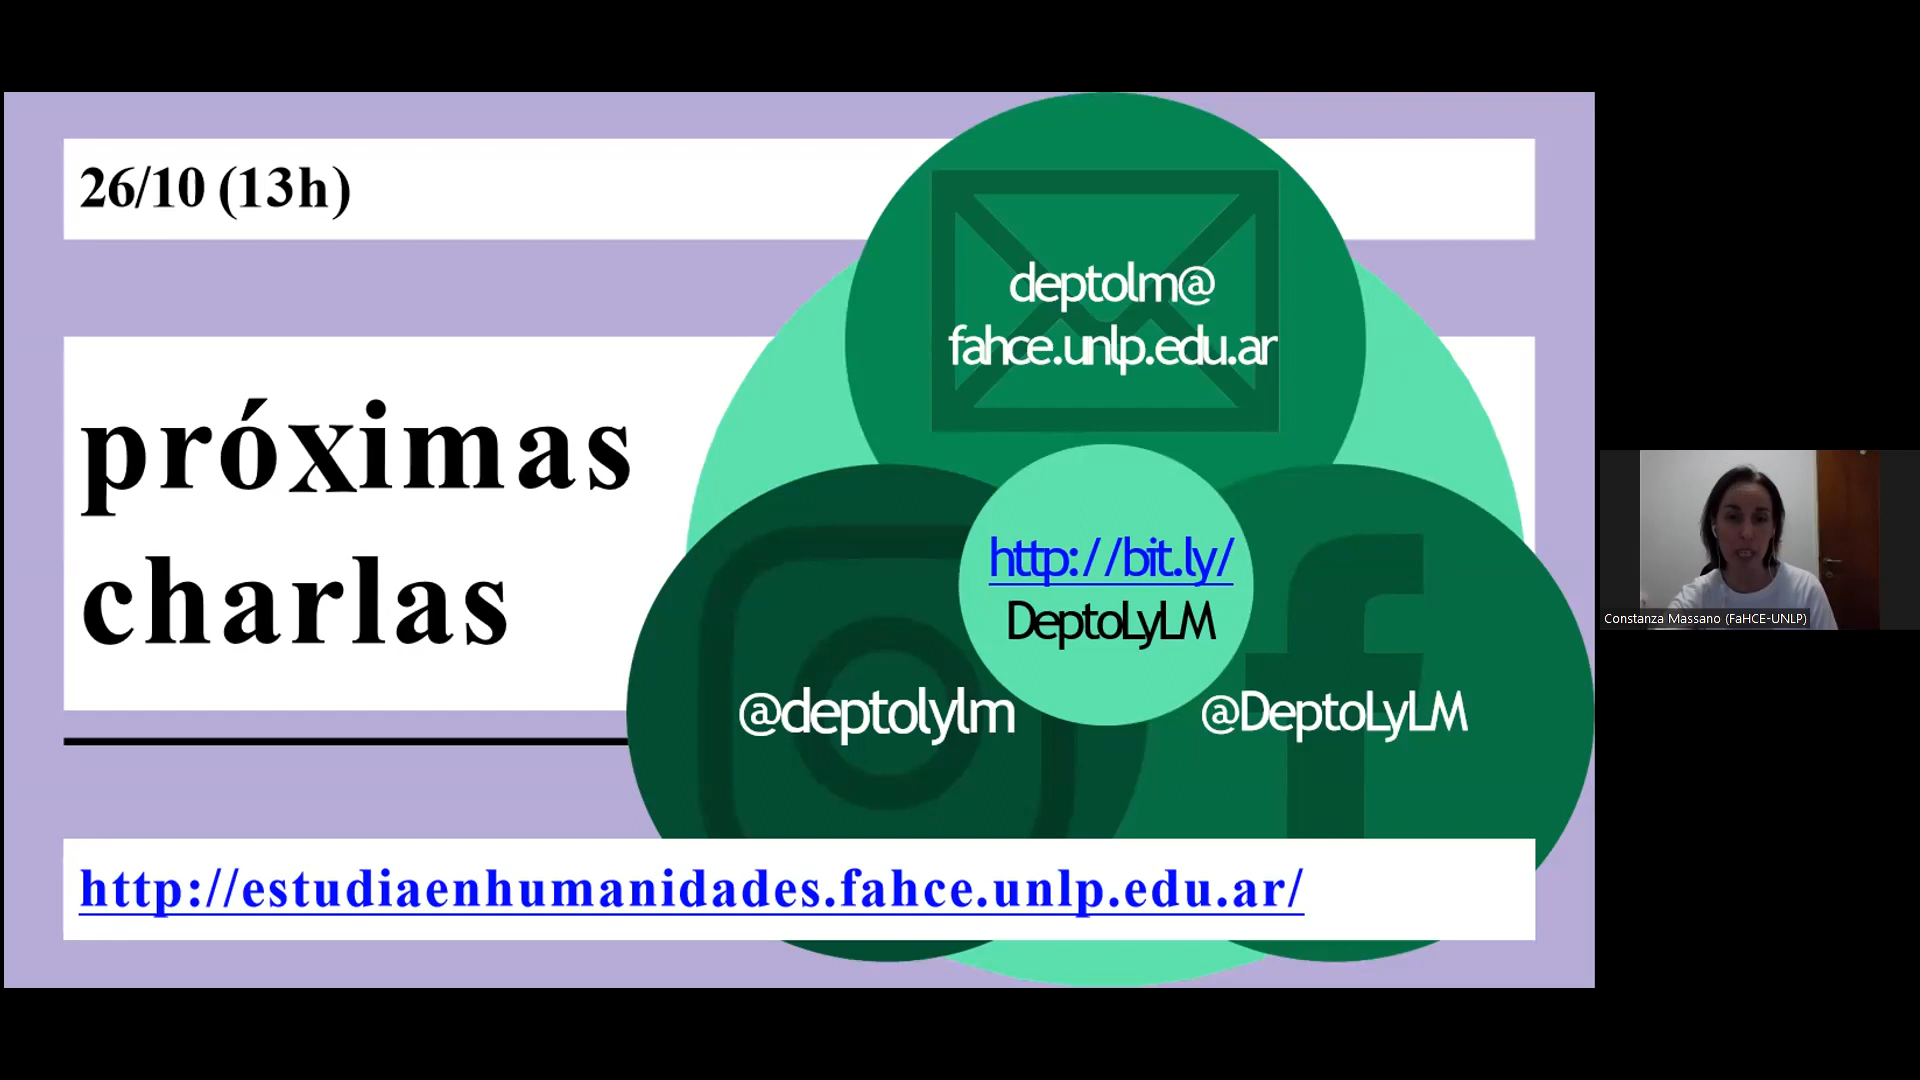 26/10 (13h)
próximas
charlas
deptolm@
fahce.unlp.edu.ar
http://bit.ly/
DeptoLyLM
@deptolylm
@DeptoLyLM
http://estudiaenhumanidades.fahce.unlp.edu.ar/
Constanza Massano (FaHCE-UNLP)